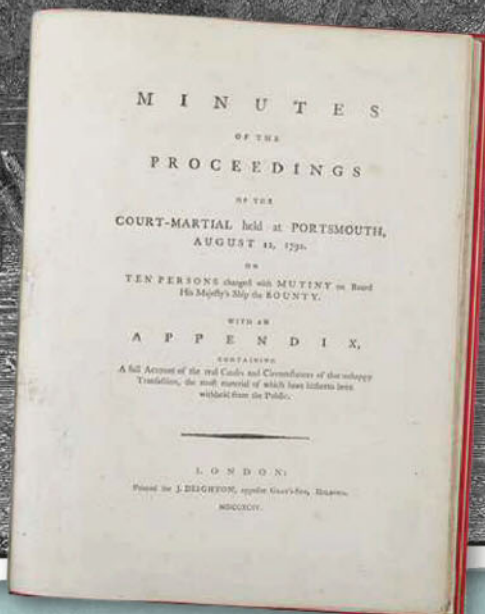 MINUTES
OF THE
PROCEEDINGS
OF THE
COURT-MARTIAL held at PORTSMOUTH,
AUGUST 12, 1792.
ON
TEN PERSONS charged with MUTINY on Board
His Majesty's Ship the BOUNTY.
WITH AN
APPENDIX,
CONTAINING
A full Account of the real Causes and Circumstances of that unhappy
Transaction, the most material of which have hitherto been
withheld from the Public.
LONDON:
Printed for J. DEIGHTON, opposite GRAY'S-INN, HOLBORN.
MDCCXCIV.